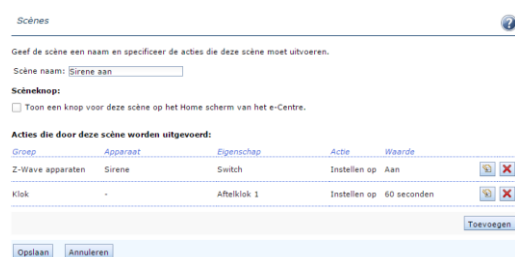 Scènes
Geef de scène een naam en specificeer de acties die deze scène moet uitvoeren.
Scène naam: Sirene aan
Scèneknop:
Toon een knop voor deze scène op het Home scherm van het e-Centre.
Acties die door deze scène worden uitgevoerd:
Groep Apparaat Eigenschap Actie Waarde
Z-Wave apparaten Sirene Switch Instellen op Aan
Klok - Aftelklok 1 Instellen op 60 seconden
Toevoegen
Opslaan Annuleren